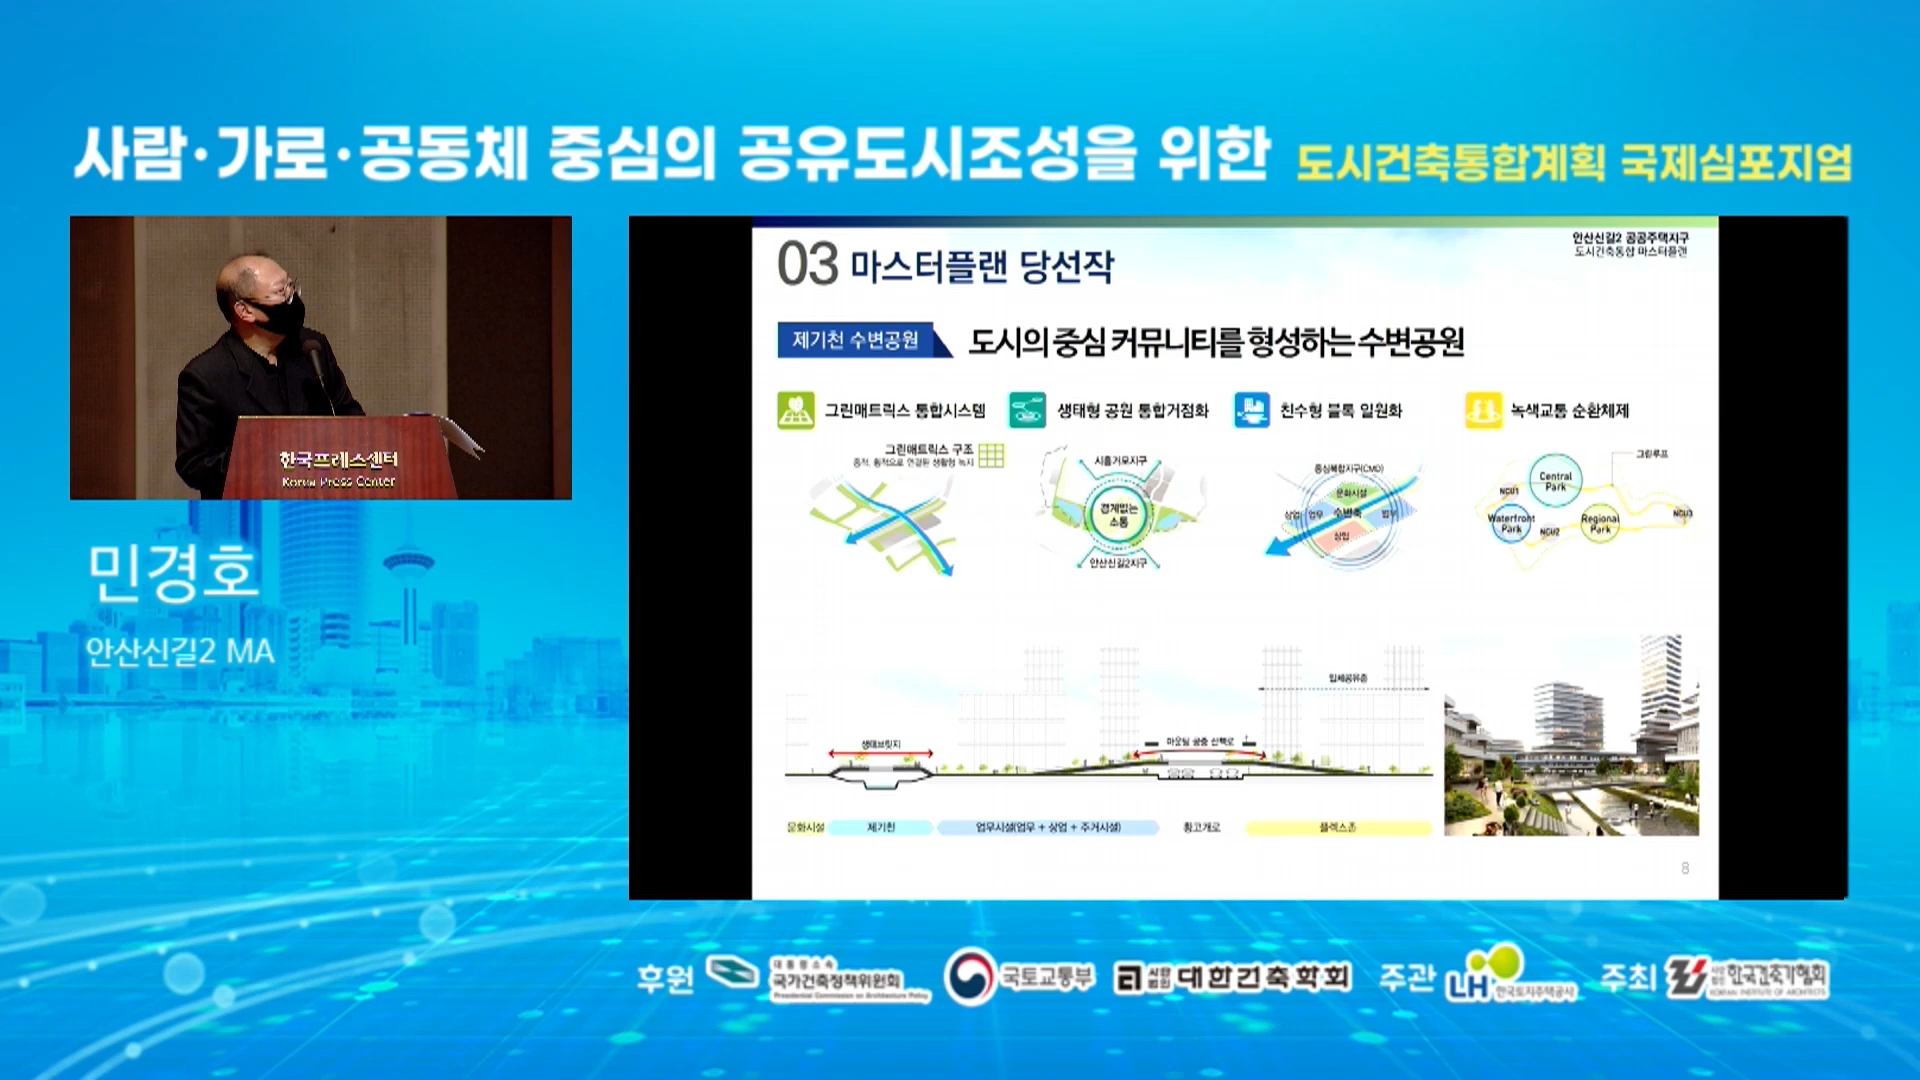 사람·가로·공동체 중심의 공유도시조성을 위한 도시건축통합계획 국제심포지엄
한국프레스센터
Korea Press Center
민경호
안산신길2 MA
안산신길2 공공주택지구
도시건축통합 마스터플랜
03 마스터플랜 당선작
제기천 수변공원
도시의 중심 커뮤니티를 형성하는 수변공원
그린매트릭스 통합시스템
생태형 공원 통합거점화
친수형 블록 일원화
녹색교통 순환체제
그린매트릭스 구조
종적, 횡적으로 연결된 생활형 녹지
시흥거모지구
경계없는
소통
안산신길2지구
중심복합지구(CMD)
문화시설
상업 업무 수변축 업무
상업
그린루프
Central
Park
NCU1
Waterfront
Park
NCU2
Regional
Park
NCU3
입체공유존
생태브릿지
마운딩 공중 산책로
문화시설
제기천
업무시설(업무 + 상업 + 주거시설)
황고개로
플렉스존
8
후원
대통령소속
국가건축정책위원회
Presidential Commission on Architecture Policy
국토교통부
사단
법인
대한건축학회
주관
LH
한국토지주택공사
주최
한국건축가협회
KOREAN INSTITUTE OF ARCHITECTS